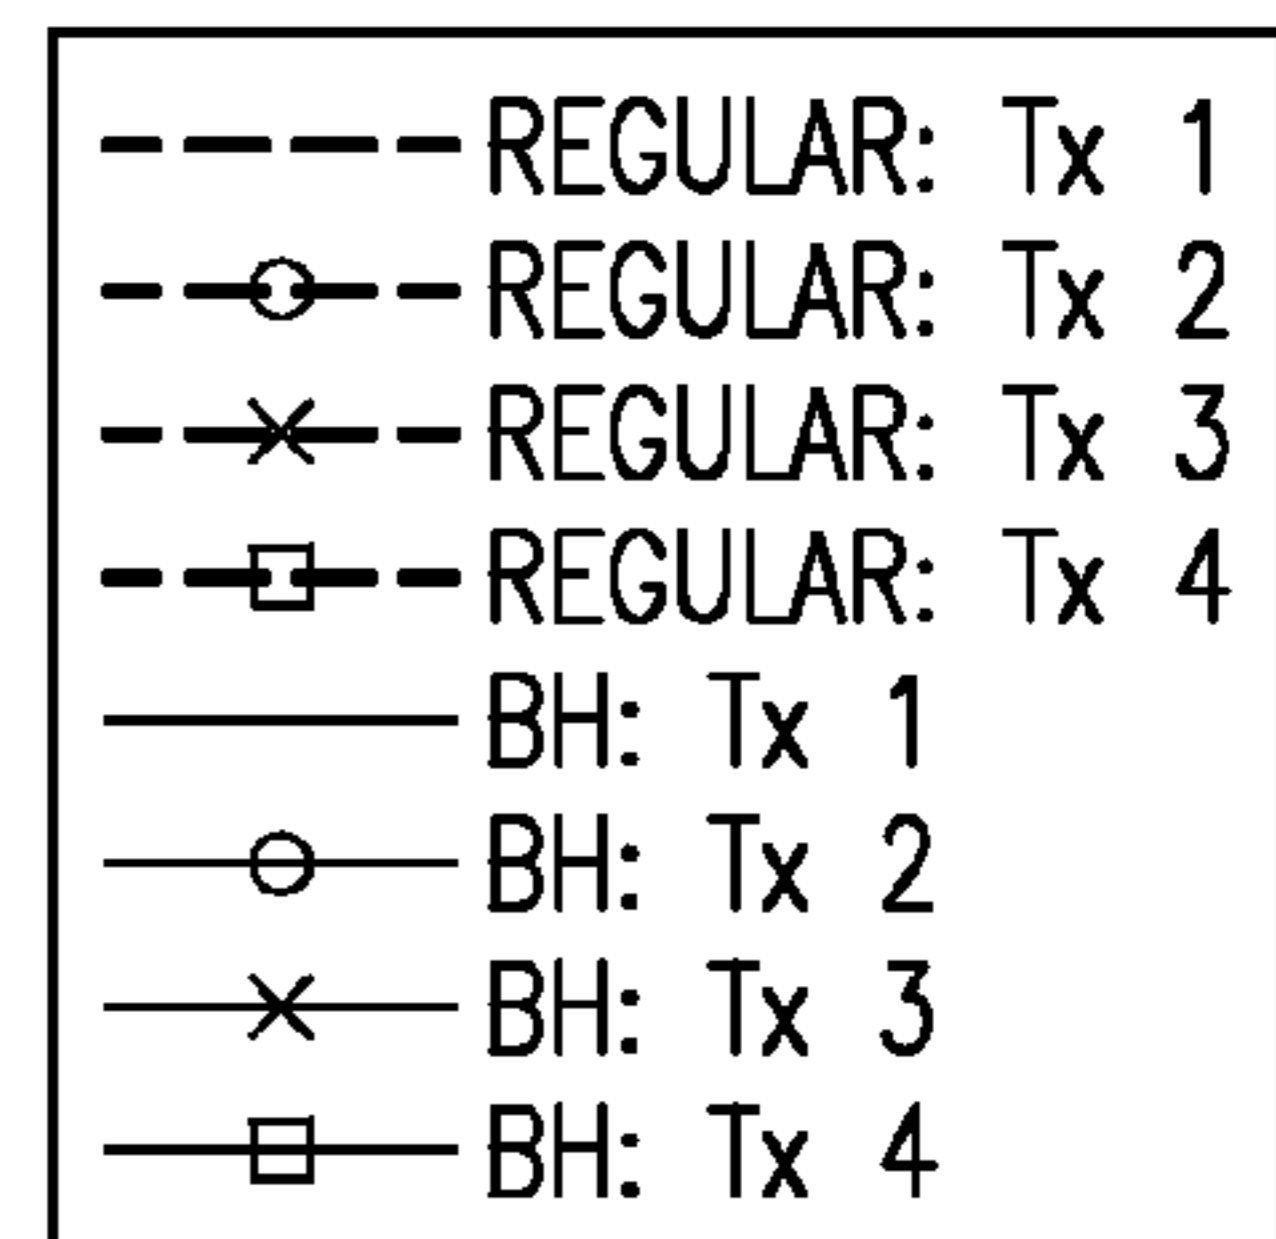 REGULAR: Tx 1
REGULAR: Tx 2
REGULAR: Tx 3
REGULAR: Tx 4
BH: Tx 1
BH: Tx 2
BH: Tx 3
BH: Tx 4